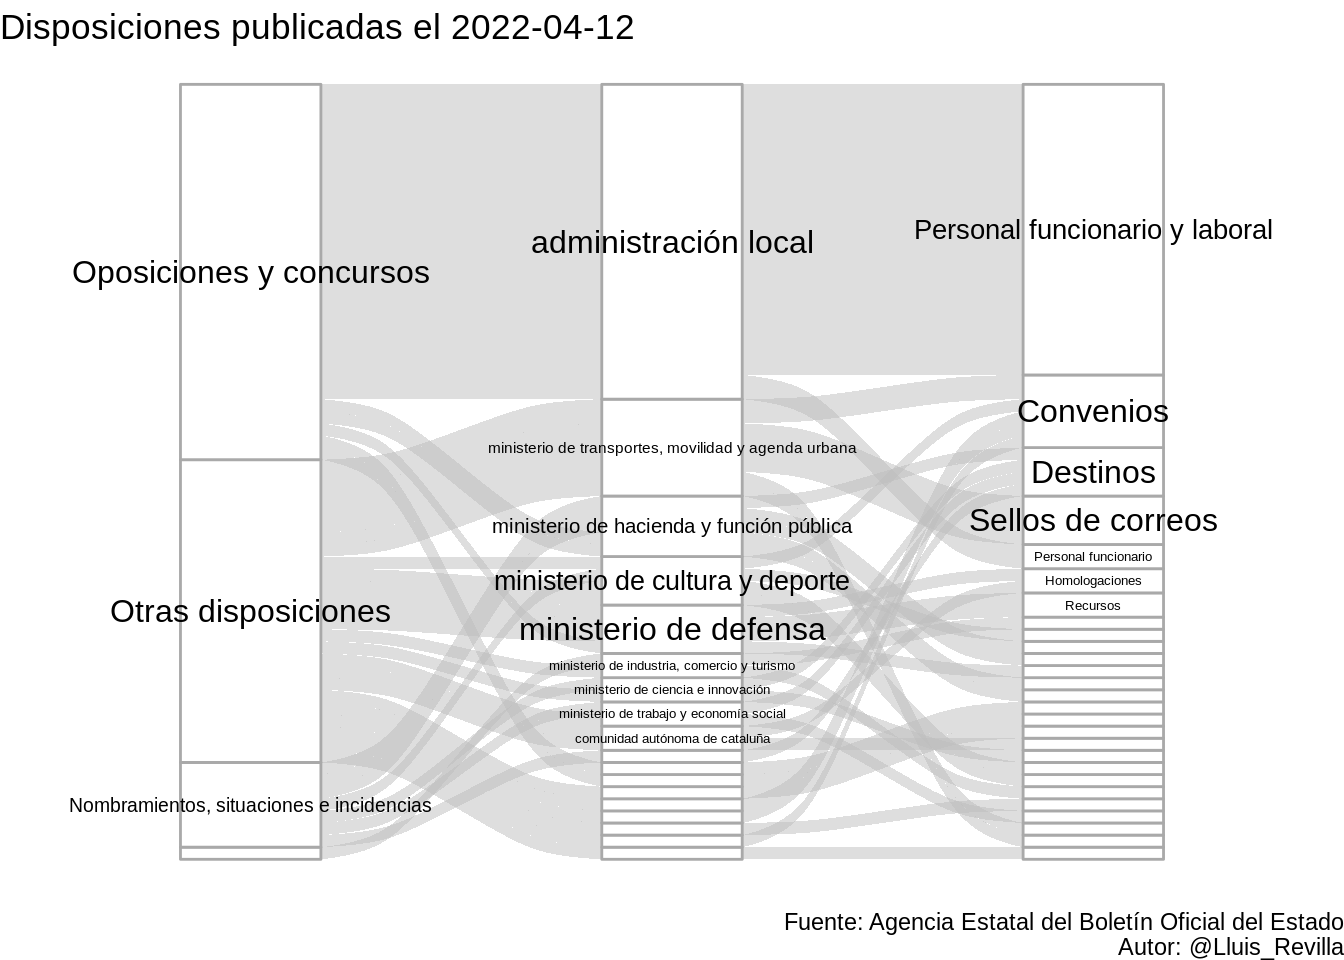 Disposiciones publicadas el 2022-04-12
Oposiciones y concursos
Otras disposiciones
Nombramientos, situaciones e incidencias
administración local
ministerio de transportes, movilidad y agenda urbana
ministerio de hacienda y función pública
ministerio de cultura y deporte
ministerio de defensa
ministerio de industria, comercio y turismo
ministerio de ciencia e innovación
ministerio de trabajo y economía social
comunidad autónoma de cataluña
Personal funcionario y laboral
Convenios
Destinos
Sellos de correos
Personal funcionario
Homologaciones
Recursos
Fuente: Agencia Estatal del Boletín Oficial del Estado
Autor: @Lluis_Revilla